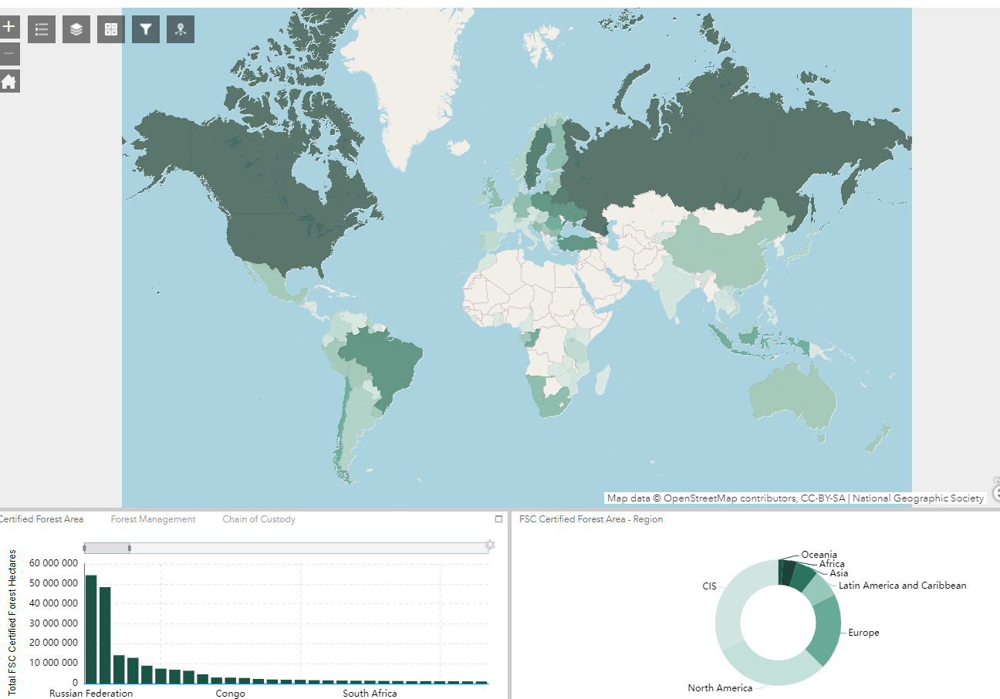 +
Map data © OpenStreetMap contributors, CC-BY-SA | National Geographic Society
Certified Forest Area
Forest Management
Chain of Custody
FSC Certified Forest Area - Region
Total FSC Certified Forest Hectares
60 000 000
50 000 000
40 000 000
30 000 000
20 000 000
10 000 000
0
Russian Federation
Congo
South Africa
Oceania
Africa
Asia
Latin America and Caribbean
CIS
Europe
North America